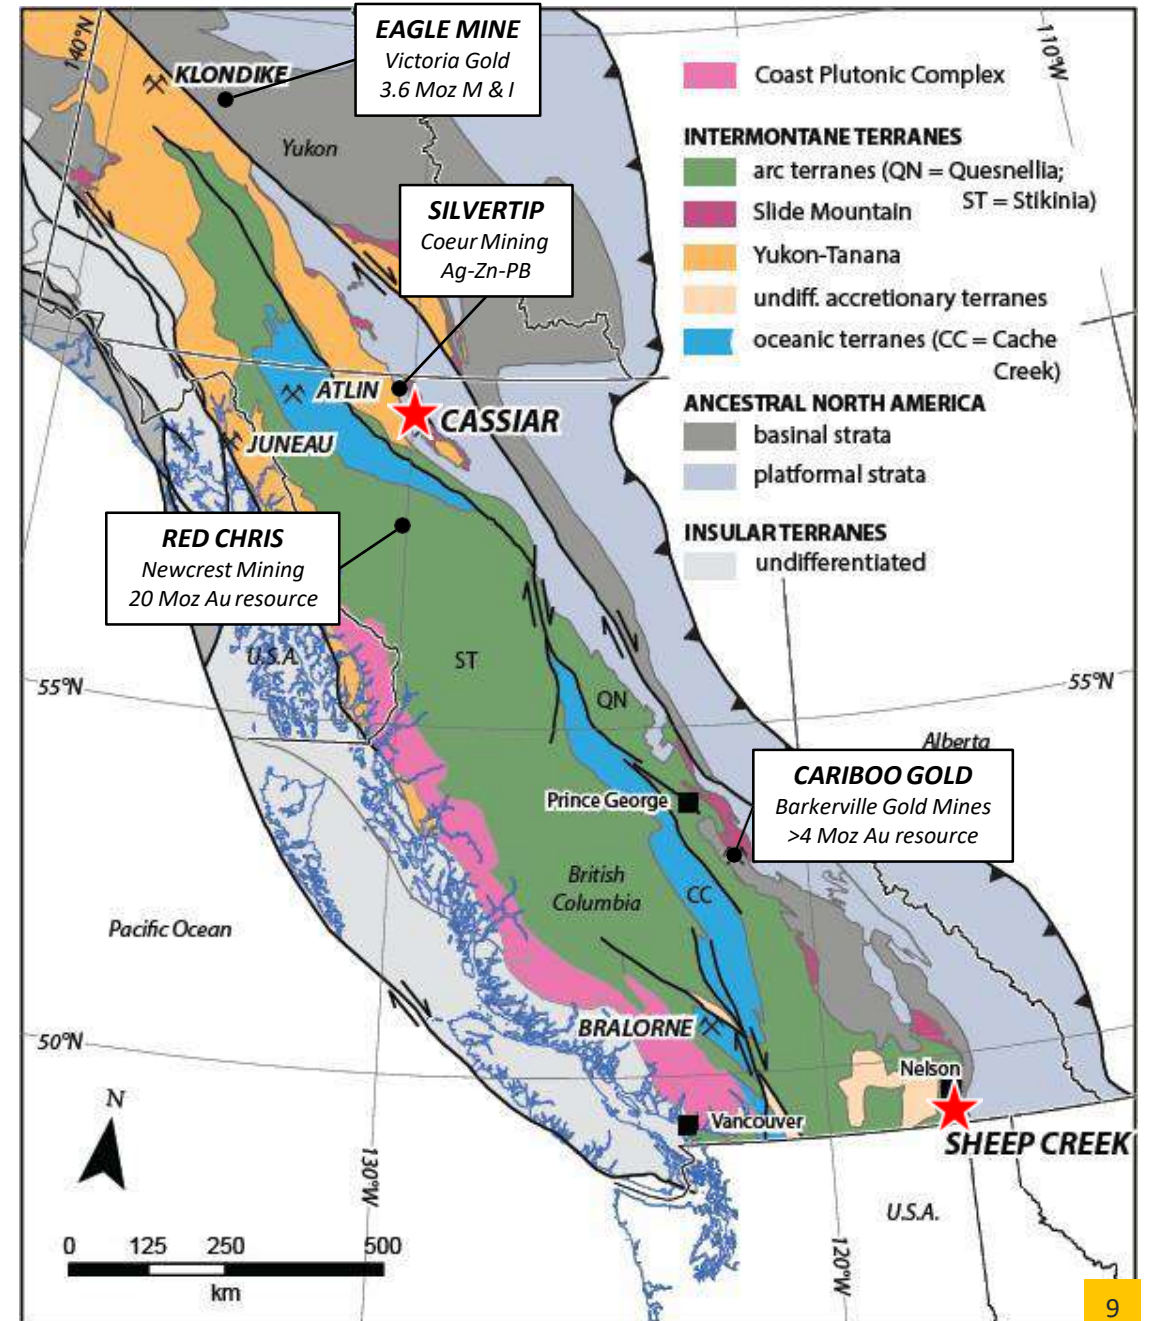 140°N
EAGLE MINE
Victoria Gold
3.6 Moz M & I
KLONDIKE
Yukon
110°W
Coast Plutonic Complex
INTERMONTANE TERRANES
arc terranes (QN = Quesnellia;
ST = Stikinia)
Slide Mountain
Yukon-Tanana
undiff. accretionary terranes
oceanic terranes (CC = Cache
Creek)
ANCESTRAL NORTH AMERICA
basinal strata
platformal strata
INSULAR TERRANES
undifferentiated
SILVERTIP
Coeur Mining
Ag-Zn-PB
ATLIN
CASSIAR
JUNEAU
RED CHRIS
Newcrest Mining
20 Moz Au resource
U.S.A.
ST
QN
55°N
55°N
Alberta
CARIBOO GOLD
Barkerville Gold Mines
>4 Moz Au resource
Prince George
British
Columbia
CC
Pacific Ocean
BRALORNE
50°N
Nelson
Vancouver
SHEEP CREEK
N
130°W
120°W
U.S.A.
0 125 250 500
km
9